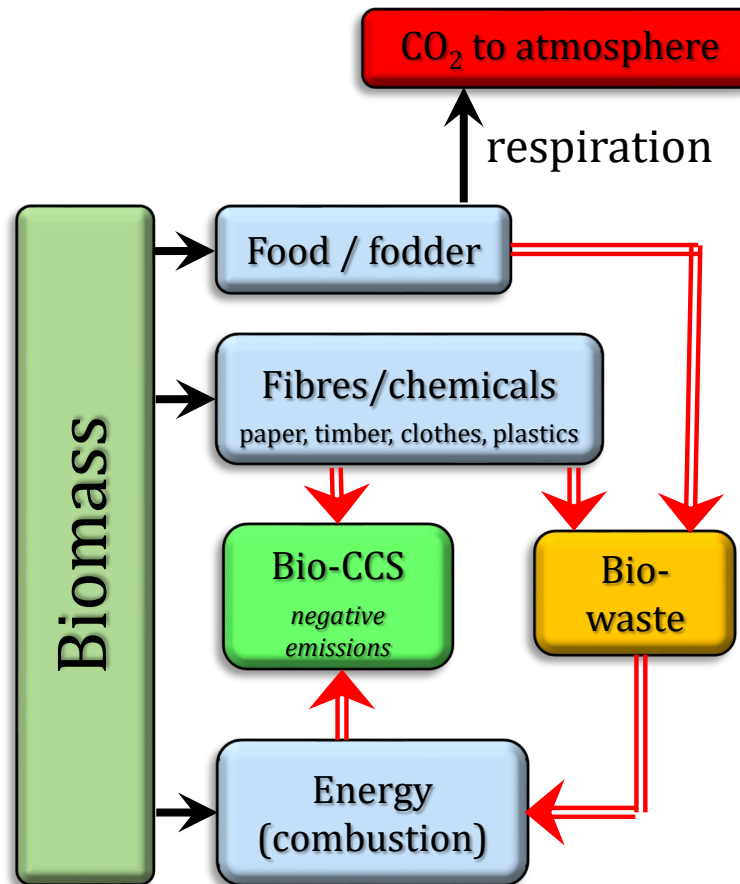 CO₂ to atmosphere
respiration
Food / fodder
Fibres/chemicals
paper, timber, clothes, plastics
Biomass
Bio-CCS
negative
emissions
Bio-
waste
Energy
(combustion)